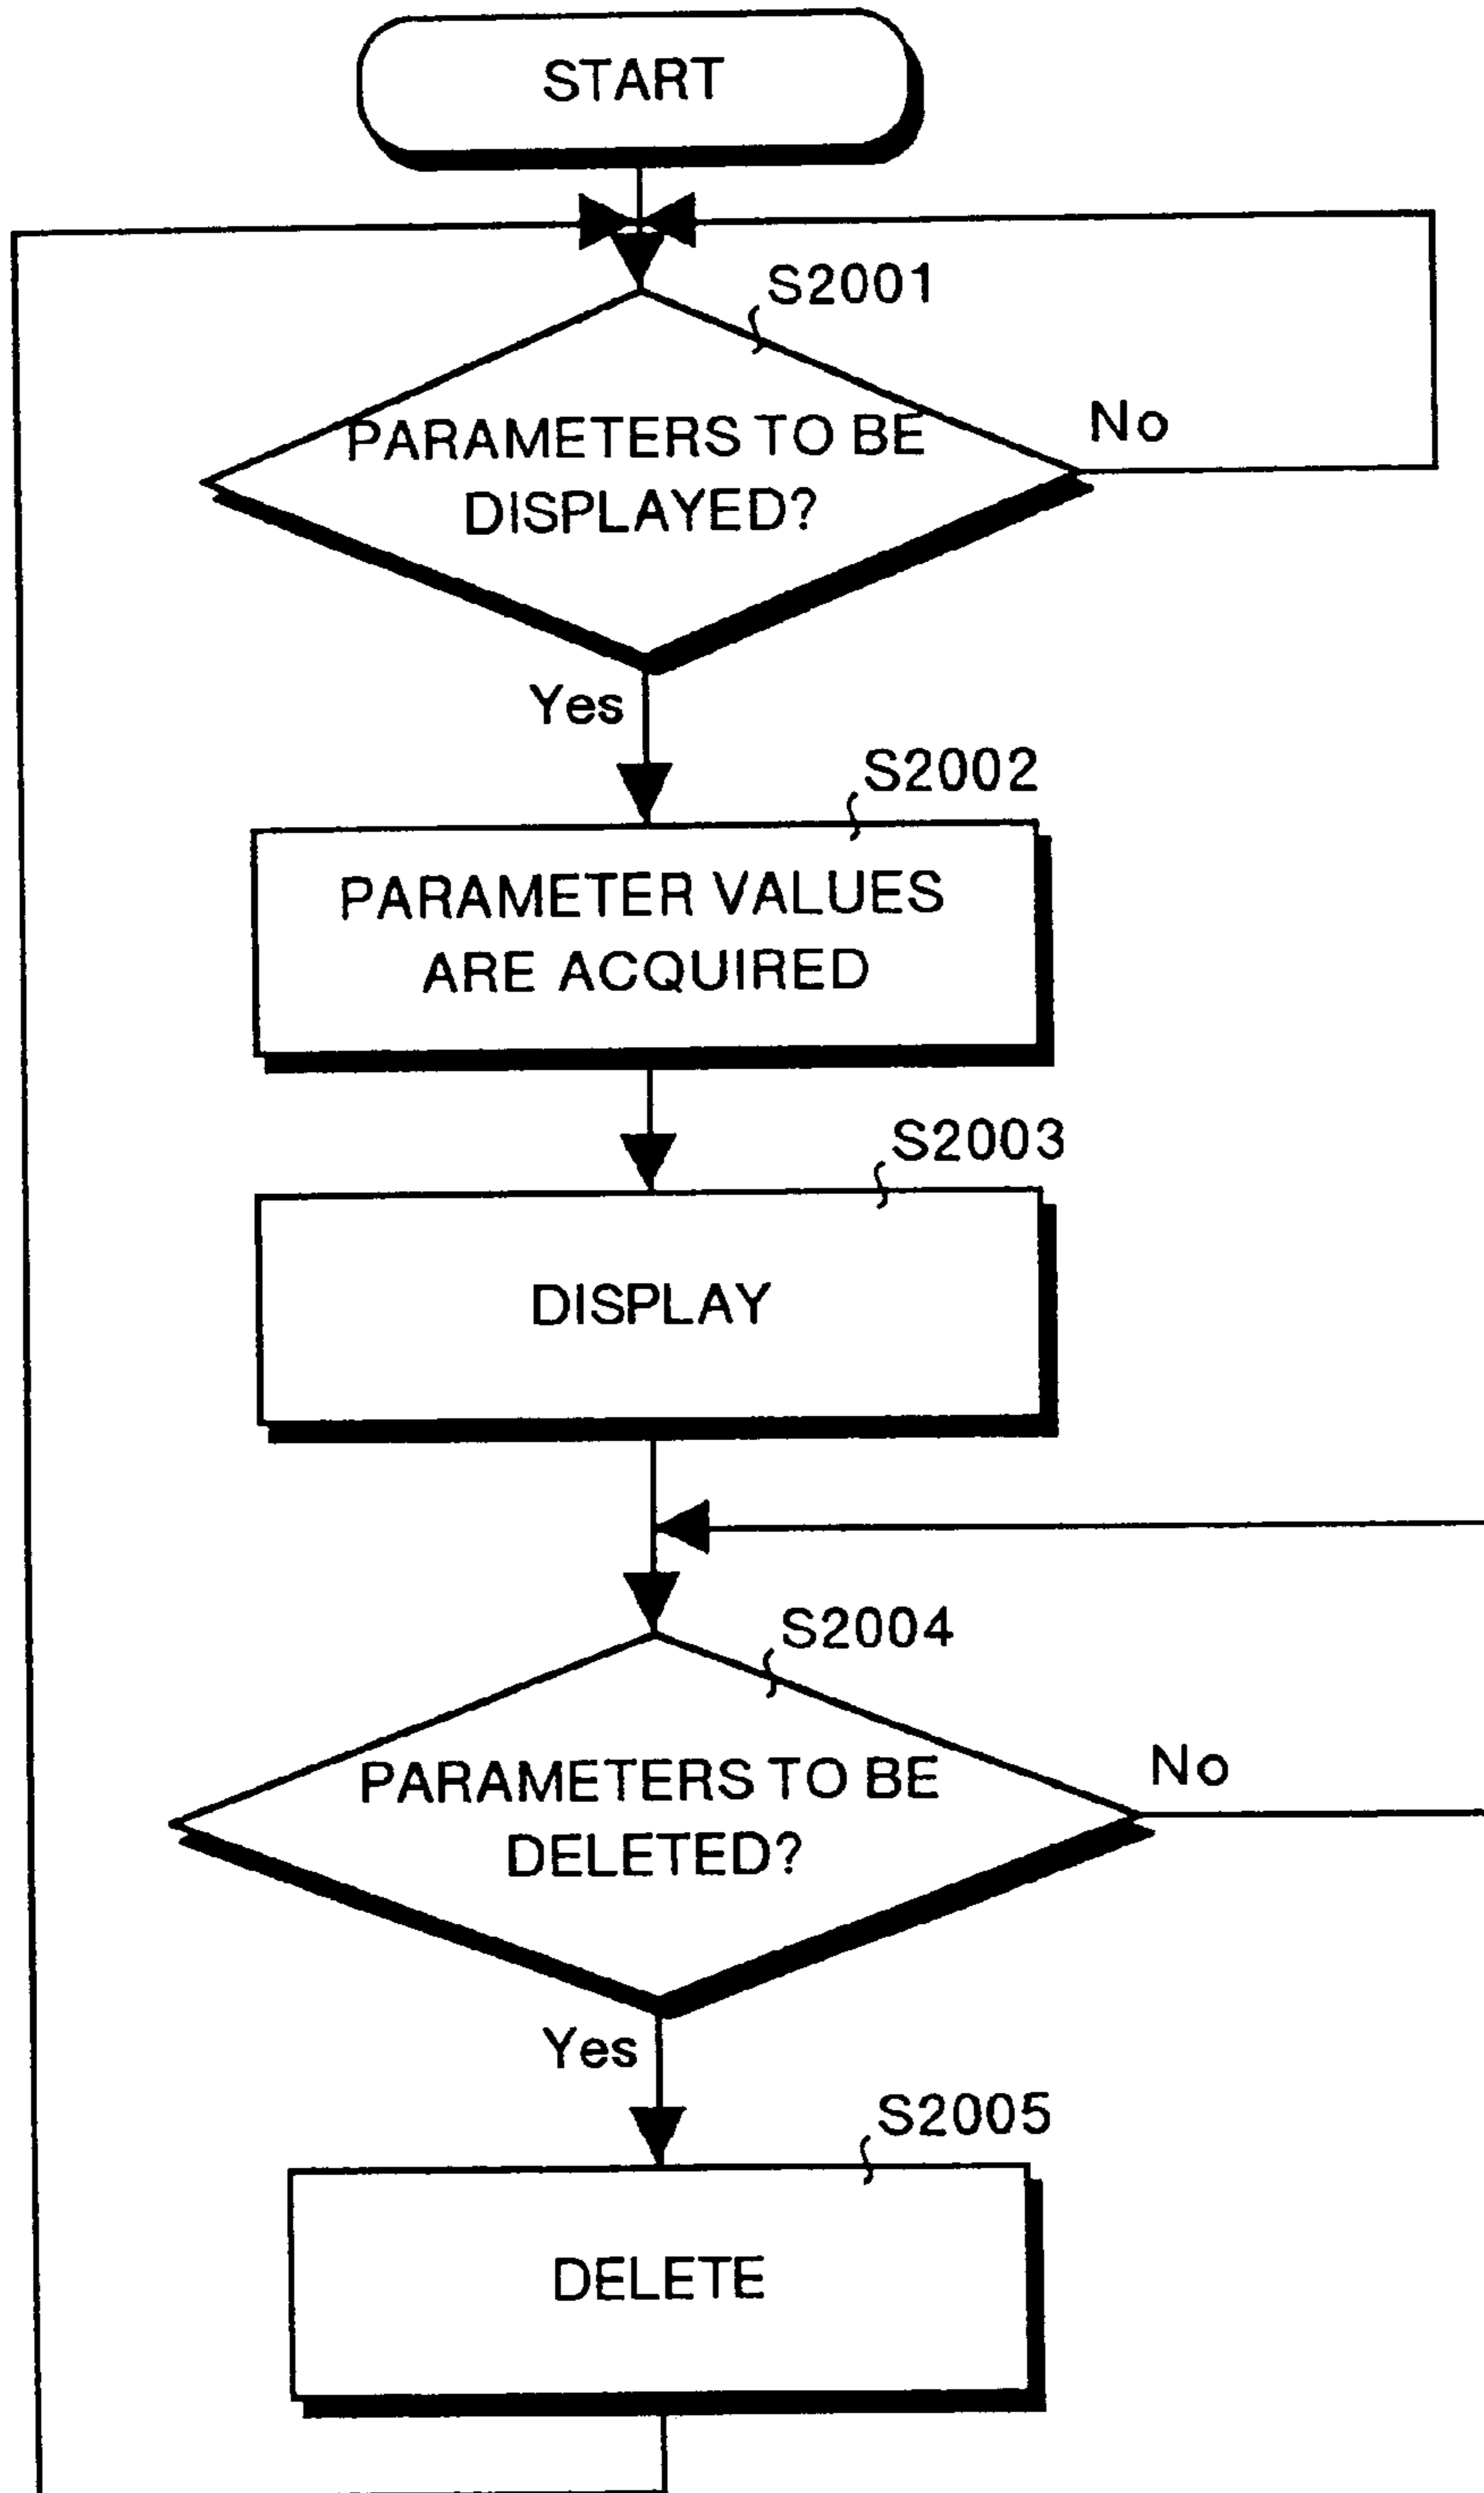 START
S2001
PARAMETERS TO BE
DISPLAYED?
No
Yes
S2002
PARAMETER VALUES
ARE ACQUIRED
S2003
DISPLAY
S2004
PARAMETERS TO BE
DELETED?
No
Yes
S2005
DELETE